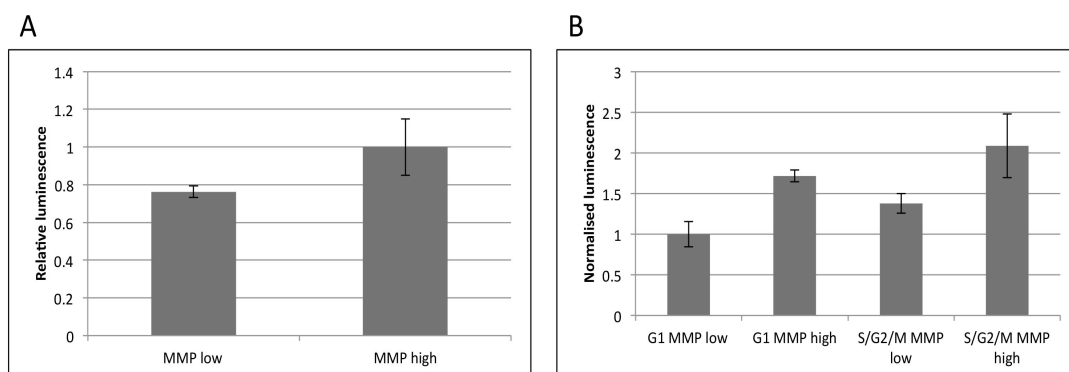 A
B
Relative luminescence
1.4
1.2
1
0.8
0.6
0.4
0.2
0
MMP low
MMP high
Normalised luminescence
3
2.5
2
1.5
1
0.5
0
G1 MMP low
G1 MMP high
S/G2/M MMP
low
S/G2/M MMP
high